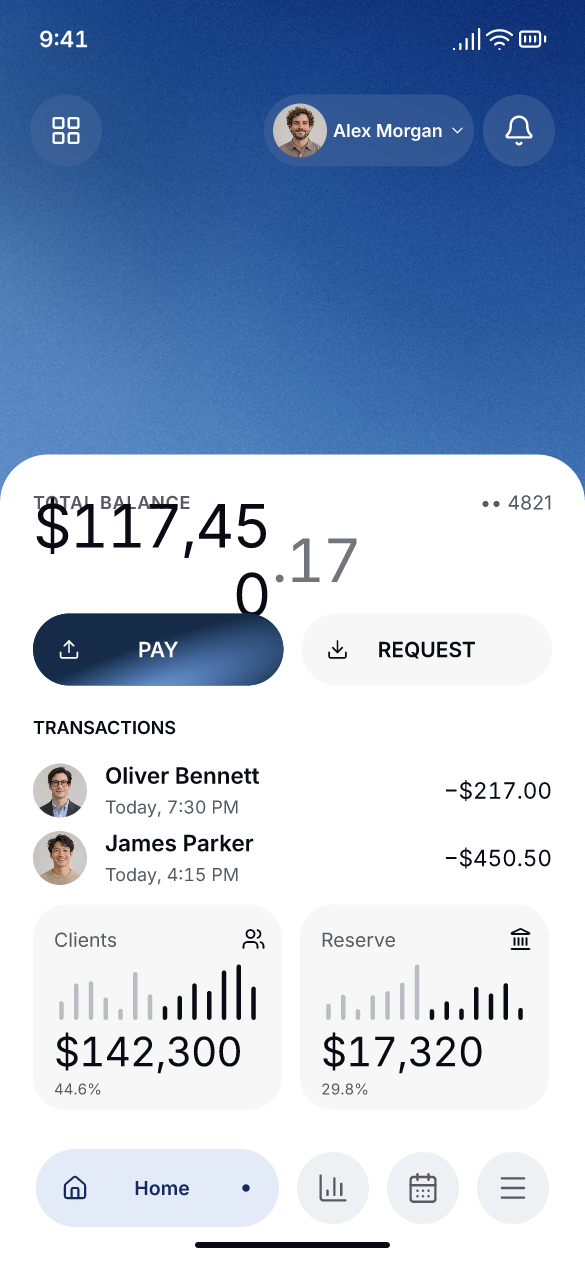 9:41
Alex Morgan
TOTAL BALANCE
•• 4821
$117,45
0
.17
PAY
REQUEST
TRANSACTIONS
Oliver Bennett
Today, 7:30 PM
−$217.00
James Parker
Today, 4:15 PM
−$450.50
Clients
$142,300
44.6%
Reserve
$17,320
29.8%
Home